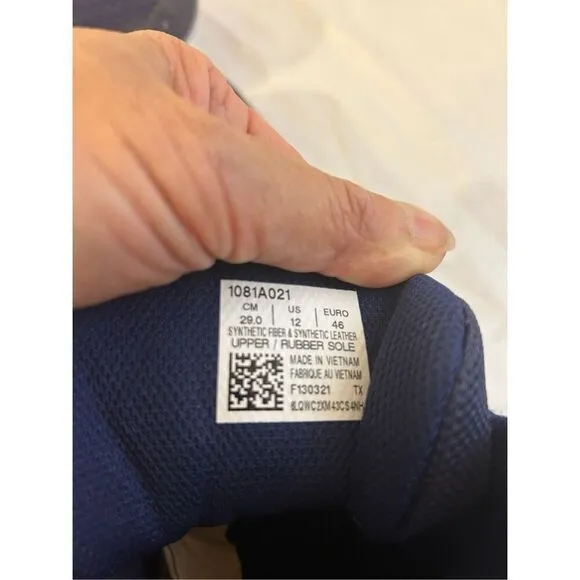 1081A021
CM US EURO
29.0 12 46
SYNTHETIC FIBER & SYNTHETIC LEATHER
UPPER / RUBBER SOLE
MADE IN VIETNAM
FABRIQUE AU VIETNAM
F130321 TX
6LQWC2XM43CS4NH